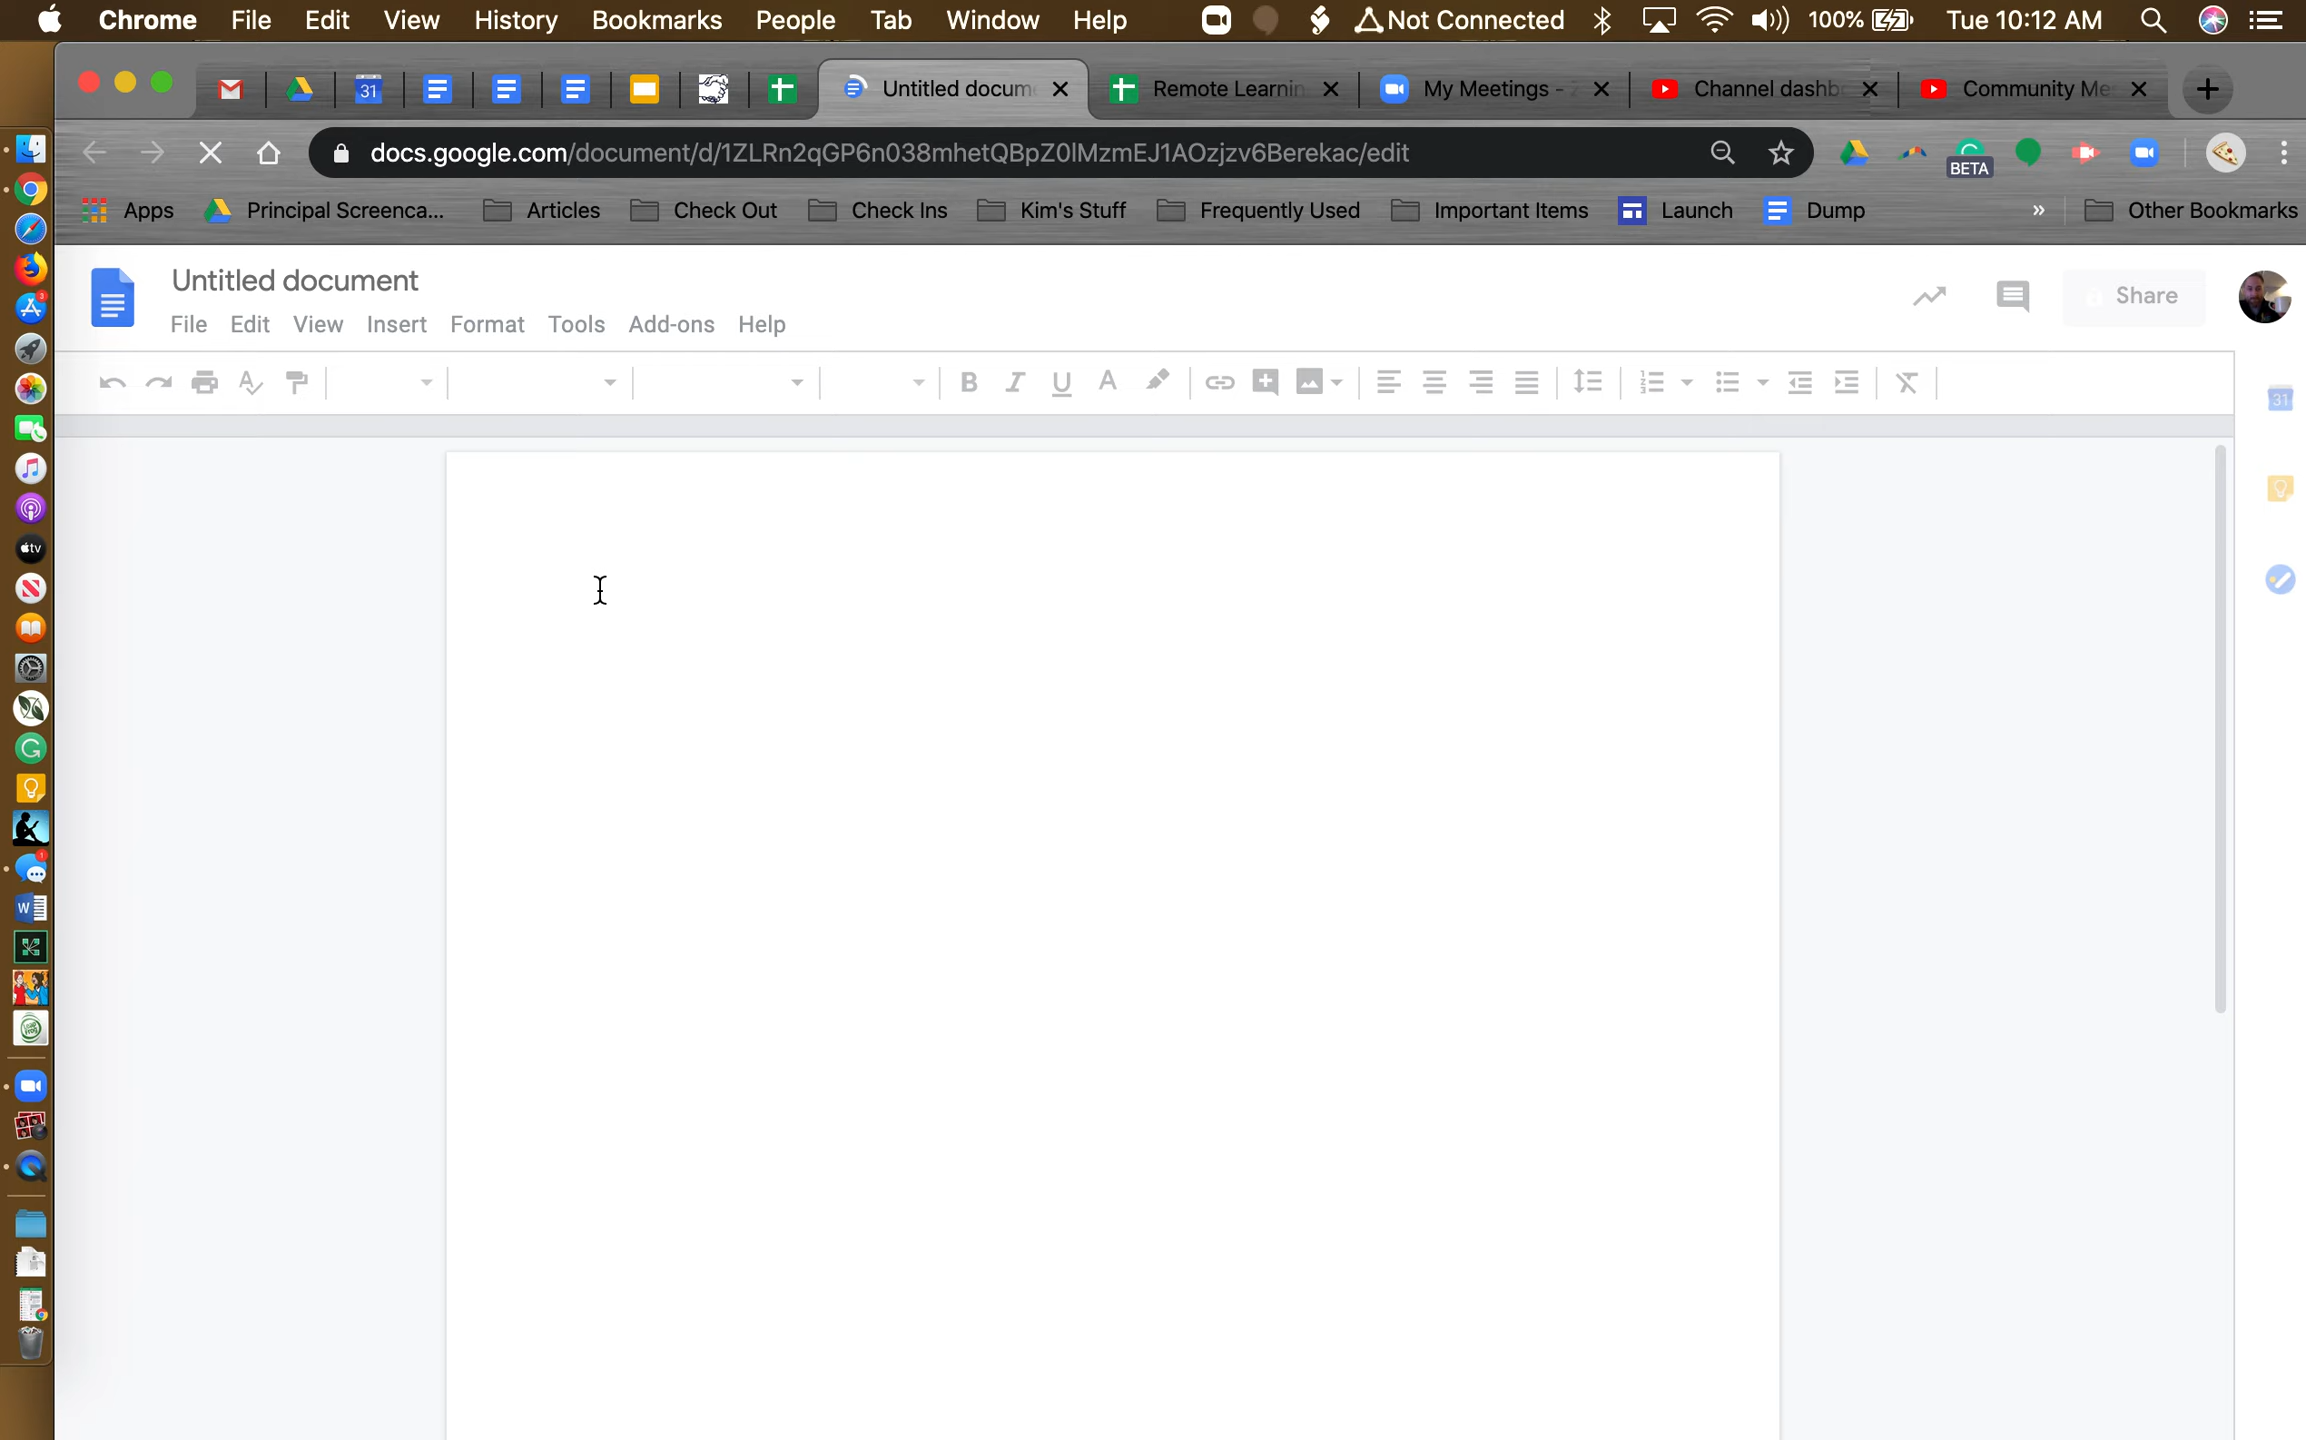 Chrome File Edit View History Bookmarks People Tab Window Help Not Connected 100% Tue 10:12 AM
31 Untitled docum Remote Learnin My Meetings - Channel dashb Community Me
docs.google.com/document/d/1ZLRn2qGP6n038mhetQBpZ0lMzmEJ1AOzjzv6Berekac/edit BETA
Apps Principal Screenca... Articles Check Out Check Ins Kim's Stuff Frequently Used Important Items Launch Dump » Other Bookmarks
Untitled document
File Edit View Insert Format Tools Add-ons Help
Share
31
tv
W